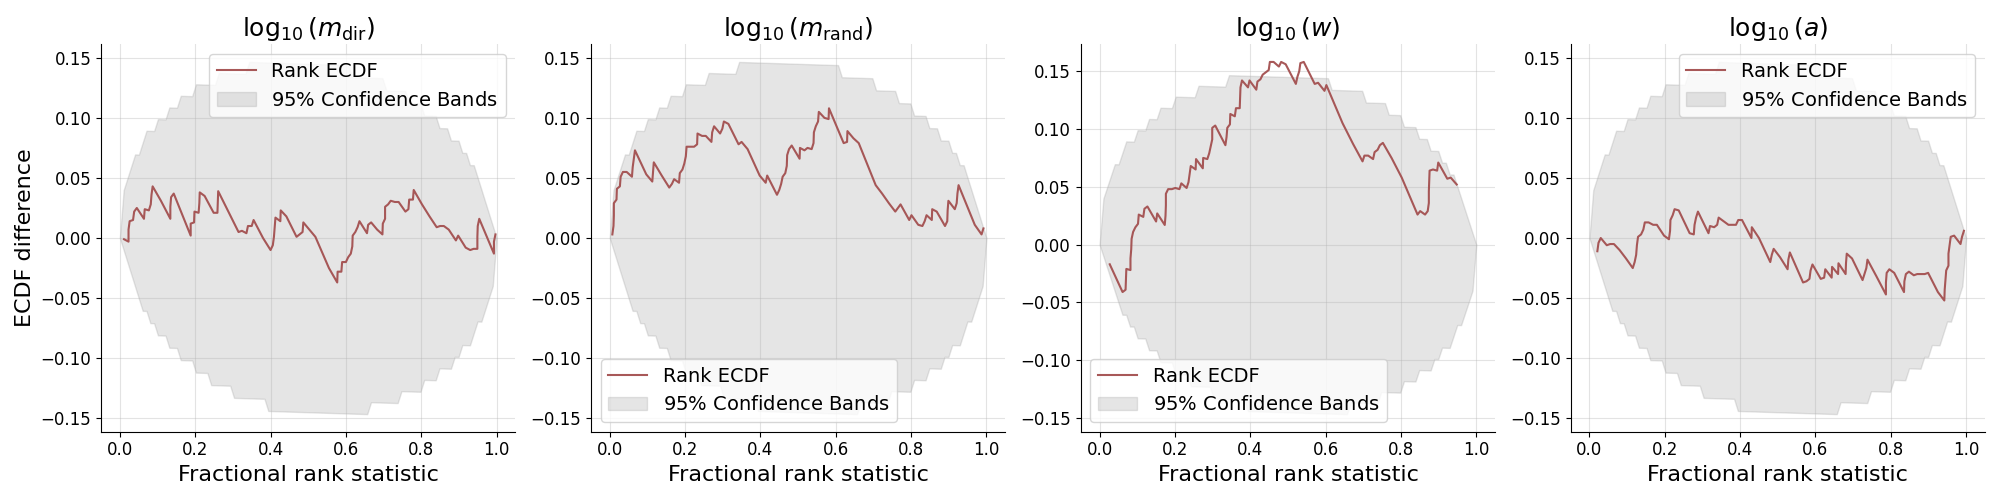 log₁₀ (m_dir)
log₁₀ (m_rand)
log₁₀ (w)
log₁₀ (a)
ECDF difference
0.15
0.10
0.05
0.00
−0.05
−0.10
−0.15
Rank ECDF
95% Confidence Bands
0.0 0.2 0.4 0.6 0.8 1.0
Fractional rank statistic
0.15
0.10
0.05
0.00
−0.05
−0.10
−0.15
Rank ECDF
95% Confidence Bands
0.0 0.2 0.4 0.6 0.8 1.0
Fractional rank statistic
0.15
0.10
0.05
0.00
−0.05
−0.10
−0.15
Rank ECDF
95% Confidence Bands
0.0 0.2 0.4 0.6 0.8 1.0
Fractional rank statistic
0.15
0.10
0.05
0.00
−0.05
−0.10
−0.15
Rank ECDF
95% Confidence Bands
0.0 0.2 0.4 0.6 0.8 1.0
Fractional rank statistic